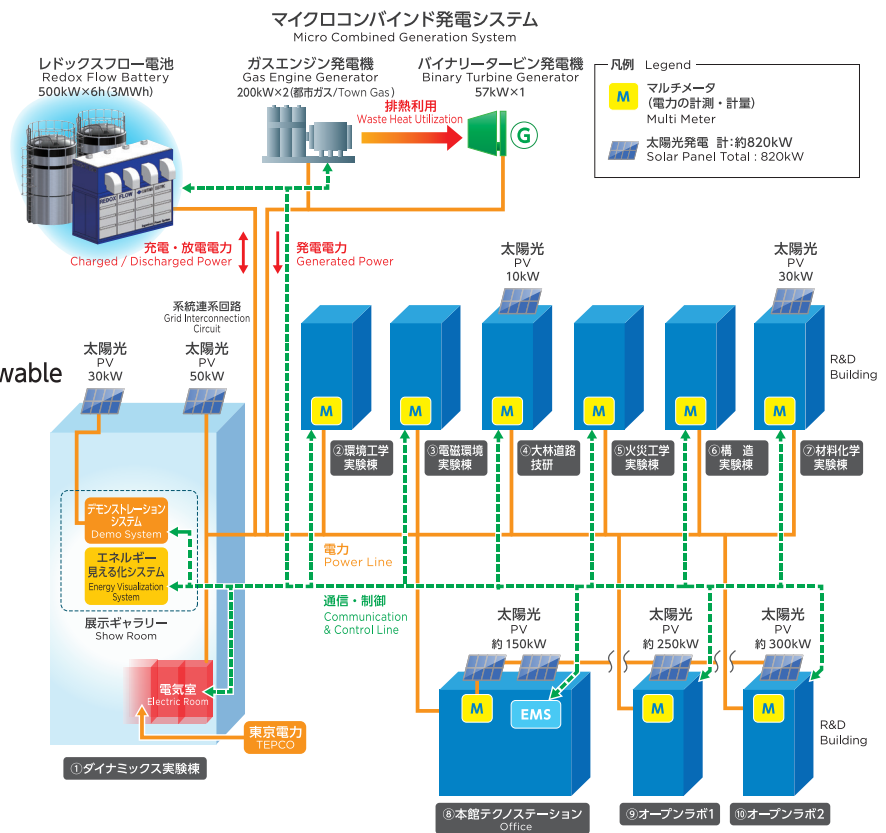 マイクロコンバインド発電システム
Micro Combined Generation System
レドックスフロー電池
Redox Flow Battery
500kW×6h(3MWh)
ガスエンジン発電機
Gas Engine Generator
200kW×2(都市ガス/Town Gas)
バイナリータービン発電機
Binary Turbine Generator
57kW×1
排熱利用
Waste Heat Utilization
G
凡例 Legend
M
マルチメータ
(電力の計測・計量)
Multi Meter
太陽光発電 計:約820kW
Solar Panel Total : 820kW
REDOX FLOW
充電・放電電力
Charged / Discharged Power
発電電力
Generated Power
系統連系回路
Grid Interconnection
Circuit
太陽光
PV
10kW
太陽光
PV
30kW
wable
太陽光
PV
30kW
太陽光
PV
50kW
R&D
Building
M
M
M
M
M
M
②環境工学
実験棟
③電磁環境
実験棟
④大林道路
技研
⑤火災工学
実験棟
⑥構 造
実験棟
⑦材料化学
実験棟
デモンストレーション
システム
Demo System
エネルギー
見える化システム
Energy Visualization
System
展示ギャラリー
Show Room
電力
Power Line
通信・制御
Communication
& Control Line
電気室
Electric Room
東京電力
TEPCO
①ダイナミックス実験棟
太陽光
PV
約 150kW
太陽光
PV
約 250kW
太陽光
PV
約 300kW
M
EMS
M
M
R&D
Building
⑧本館テクノステーション
Office
⑨オープンラボ1
⑩オープンラボ2